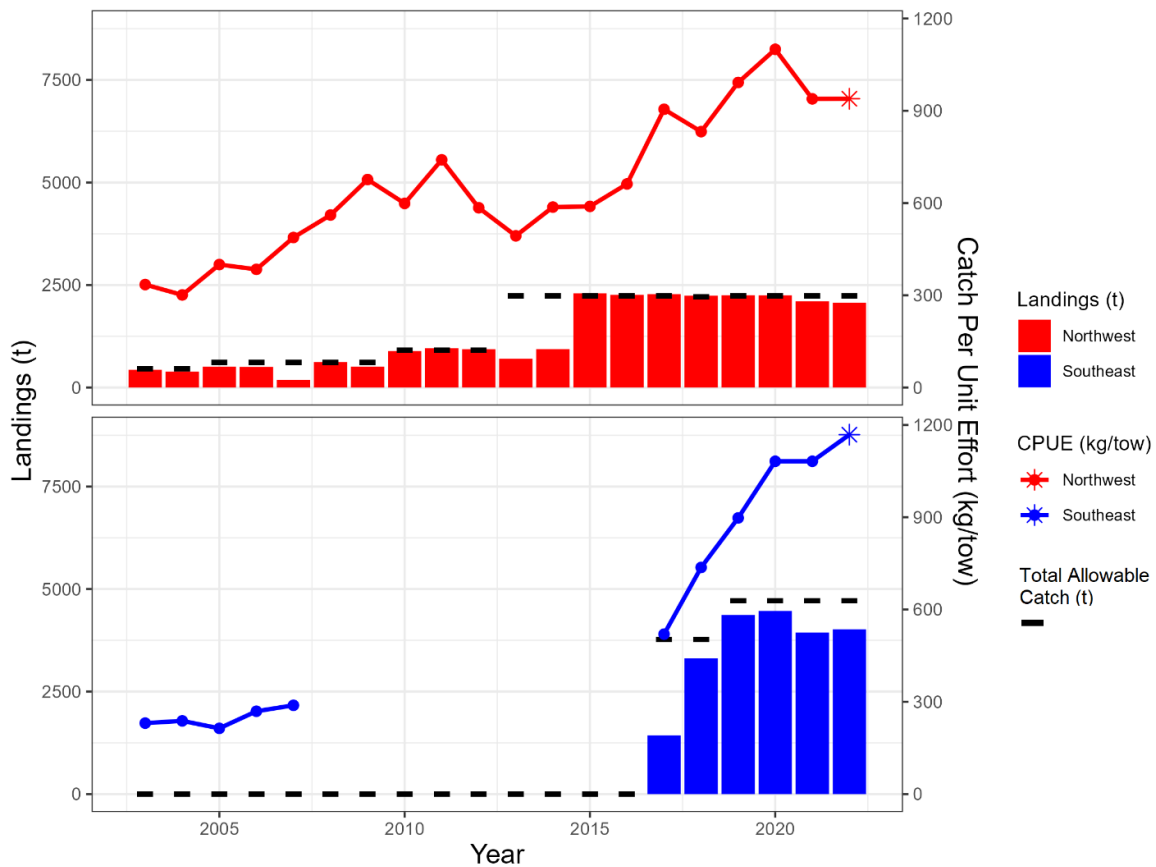 1200
7500
900
5000
600
2500
300
0
0
Landings (t)
Catch Per Unit Effort (kg/tow)
1200
7500
900
5000
600
2500
300
0
0
2005
2010
2015
2020
Year
Landings (t)
Northwest
Southeast
CPUE (kg/tow)
Northwest
Southeast
Total Allowable
Catch (t)